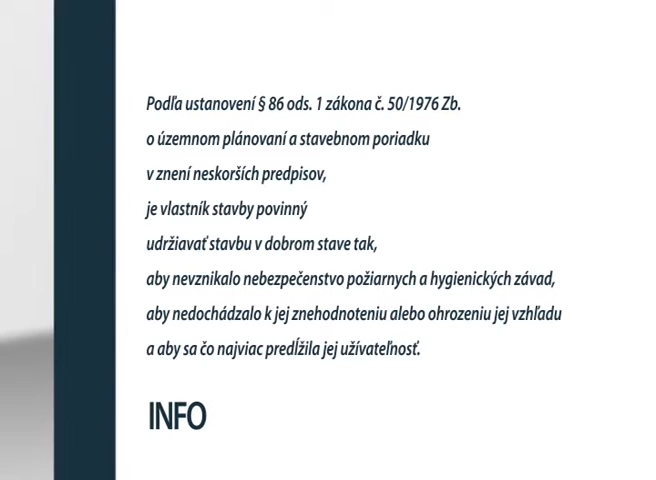 Podľa ustanovení § 86 ods. 1 zákona č. 50/1976 Zb.
o územnom plánovaní a stavebnom poriadku
v znení neskorších predpisov,
je vlastník stavby povinný
udržiavať stavbu v dobrom stave tak,
aby nevznikalo nebezpečenstvo požiarnych a hygienických závad,
aby nedochádzalo k jej znehodnoteniu alebo ohrozeniu jej vzhľadu
a aby sa čo najviac predĺžila jej užívateľnosť.
INFO